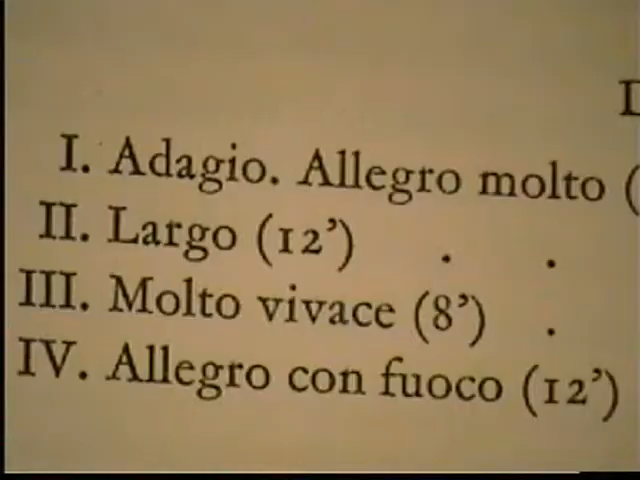 I. Adagio. Allegro molto (
II. Largo (12’) . .
III. Molto vivace (8’) .
IV. Allegro con fuoco (12’)